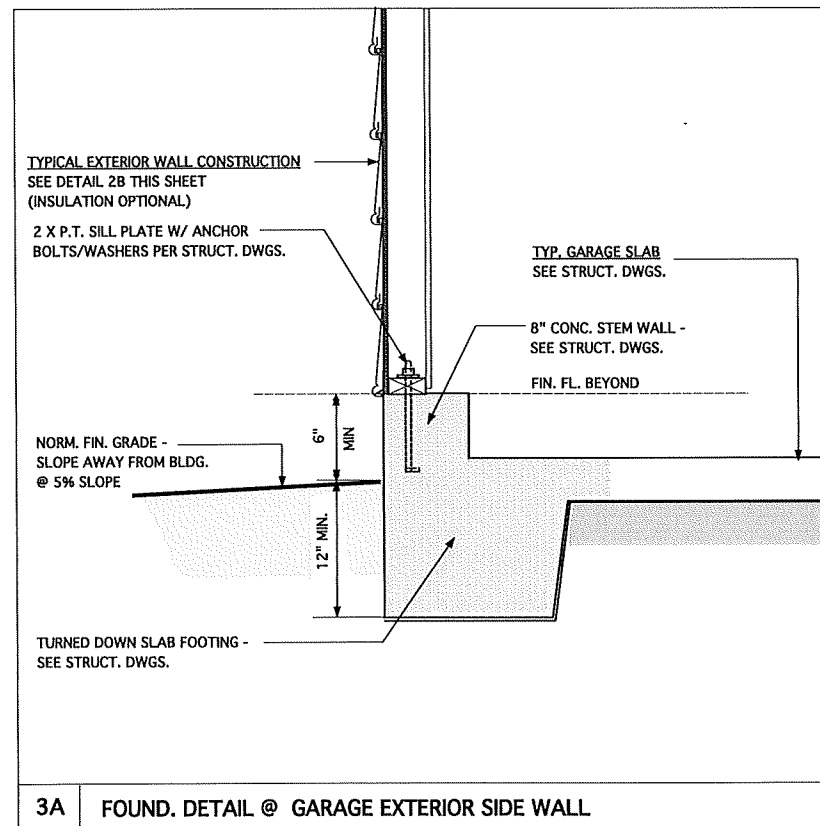 TYPICAL EXTERIOR WALL CONSTRUCTION
SEE DETAIL 2B THIS SHEET
(INSULATION OPTIONAL)
2 X P.T. SILL PLATE W/ ANCHOR
BOLTS/WASHERS PER STRUCT. DWGS.
TYP. GARAGE SLAB
SEE STRUCT. DWGS.
8" CONC. STEM WALL -
SEE STRUCT. DWGS.
FIN. FL. BEYOND
6"
MIN
NORM. FIN. GRADE -
SLOPE AWAY FROM BLDG.
@ 5% SLOPE
12" MIN.
TURNED DOWN SLAB FOOTING -
SEE STRUCT. DWGS.
3A FOUND. DETAIL @ GARAGE EXTERIOR SIDE WALL